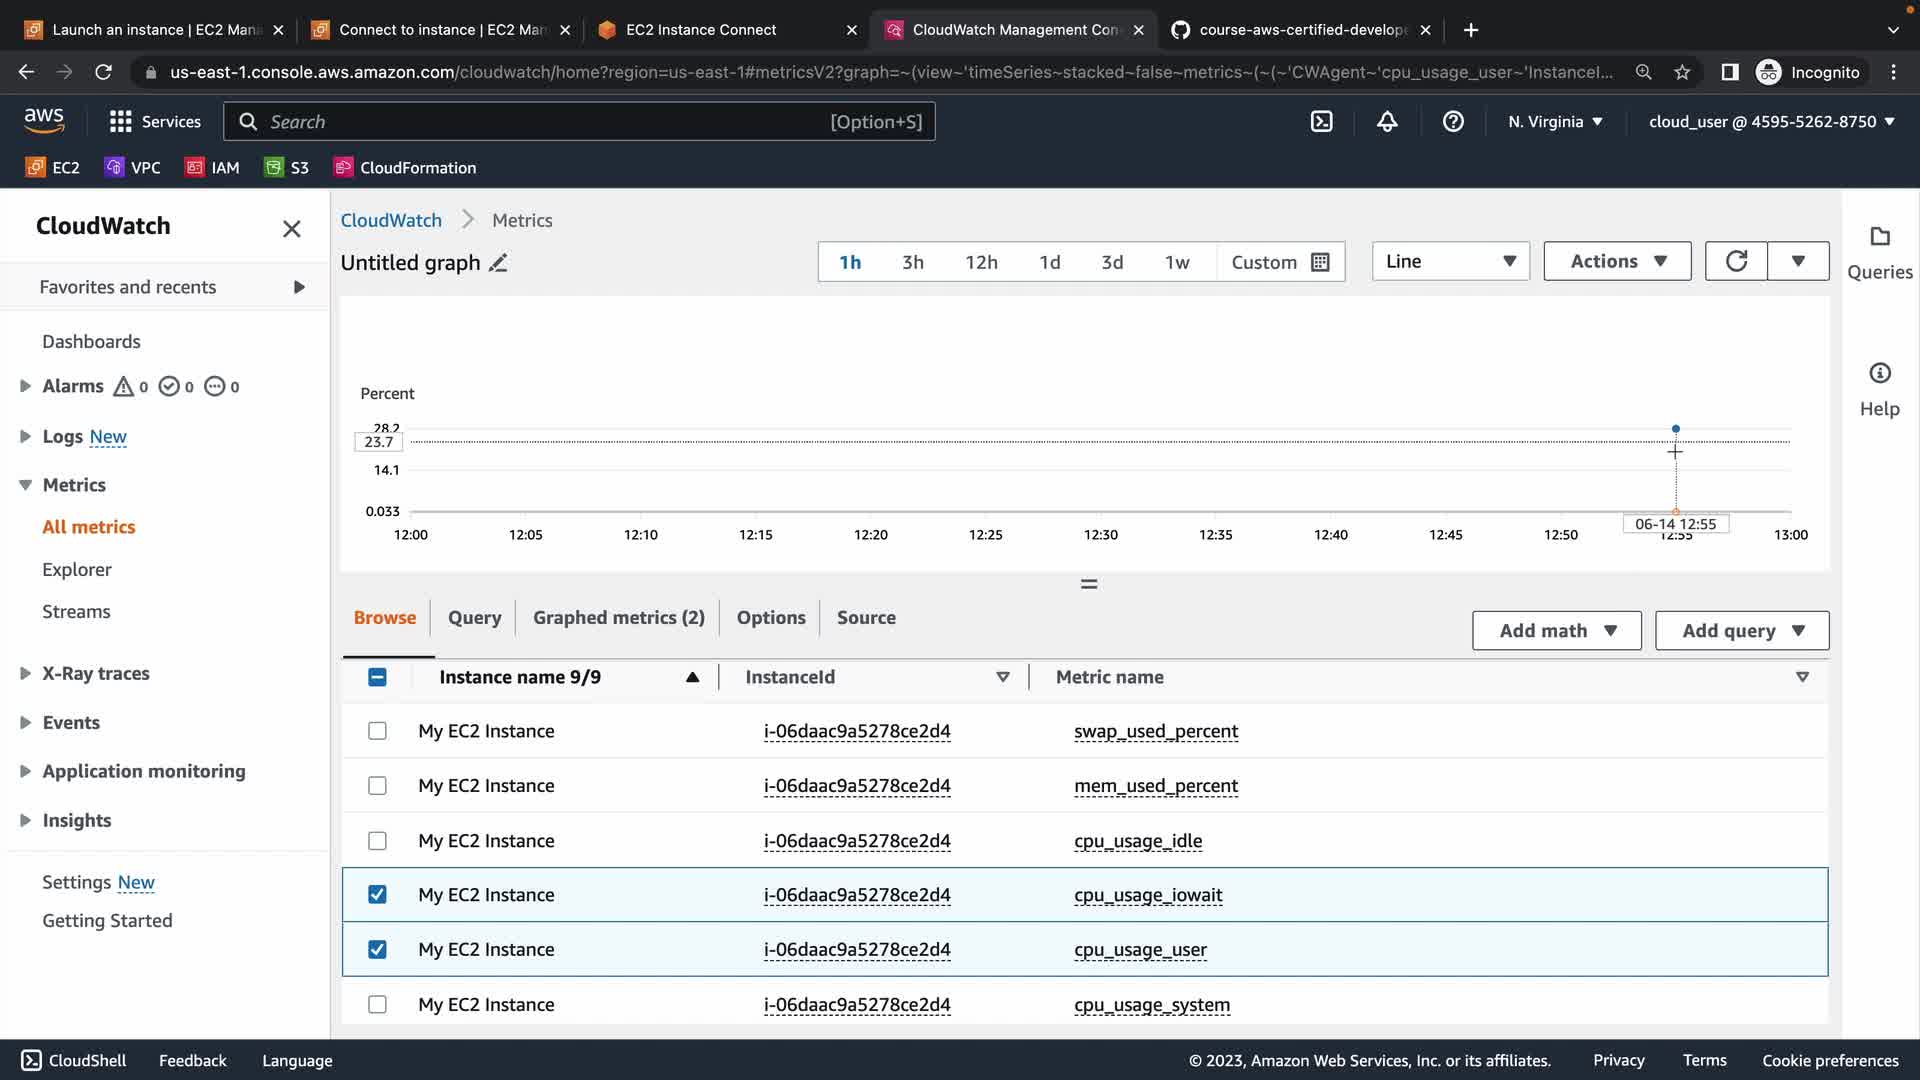 Launch an instance | EC2 Mana
Connect to instance | EC2 Man
EC2 Instance Connect
CloudWatch Management Con
course-aws-certified-develope
us-east-1.console.aws.amazon.com/cloudwatch/home?region=us-east-1#metricsV2?graph=~(view~'timeSeries~stacked~false~metrics~(~(~'CWAgent~'cpu_usage_user~'InstanceI...
Incognito
aws
Services
Search
[Option+S]
N. Virginia
cloud_user @ 4595-5262-8750
EC2
VPC
IAM
S3
CloudFormation
CloudWatch
Favorites and recents
Dashboards
Alarms 0 0 0
Logs New
Metrics
All metrics
Explorer
Streams
X-Ray traces
Events
Application monitoring
Insights
Settings New
Getting Started
CloudWatch > Metrics
Untitled graph
1h 3h 12h 1d 3d 1w Custom
Line
Actions
Queries
Help
Percent
28.2
23.7
14.1
0.033
06-14 12:55
12:00 12:05 12:10 12:15 12:20 12:25 12:30 12:35 12:40 12:45 12:50 12:55 13:00
Browse Query Graphed metrics (2) Options Source
Add math
Add query
Instance name 9/9 InstanceId Metric name
My EC2 Instance i-06daac9a5278ce2d4 swap_used_percent
My EC2 Instance i-06daac9a5278ce2d4 mem_used_percent
My EC2 Instance i-06daac9a5278ce2d4 cpu_usage_idle
My EC2 Instance i-06daac9a5278ce2d4 cpu_usage_iowait
My EC2 Instance i-06daac9a5278ce2d4 cpu_usage_user
My EC2 Instance i-06daac9a5278ce2d4 cpu_usage_system
CloudShell Feedback Language
© 2023, Amazon Web Services, Inc. or its affiliates. Privacy Terms Cookie preferences